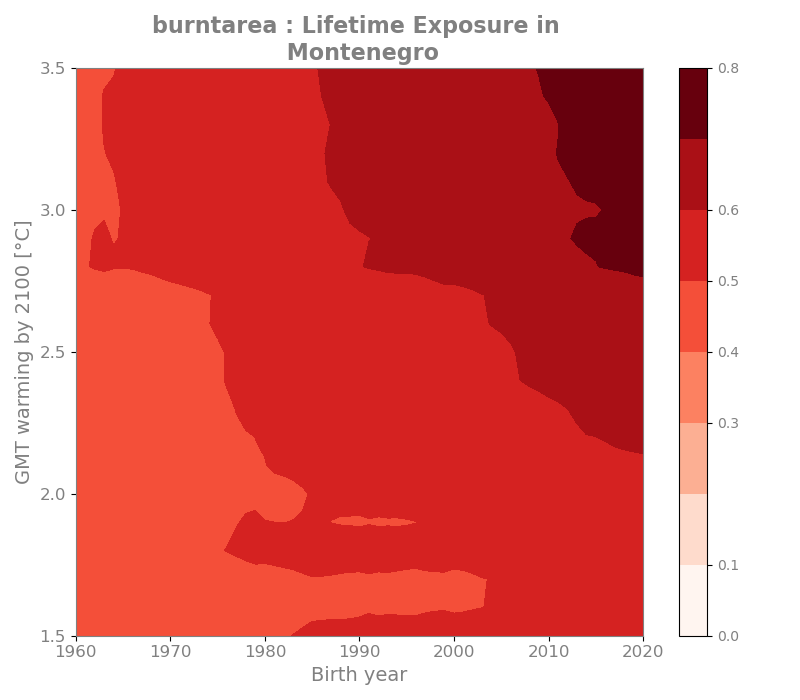 burntarea : Lifetime Exposure in
Montenegro
GMT warming by 2100 [°C]
3.5
3.0
2.5
2.0
1.5
1960 1970 1980 1990 2000 2010 2020
Birth year
0.8
0.6
0.5
0.4
0.3
0.1
0.0